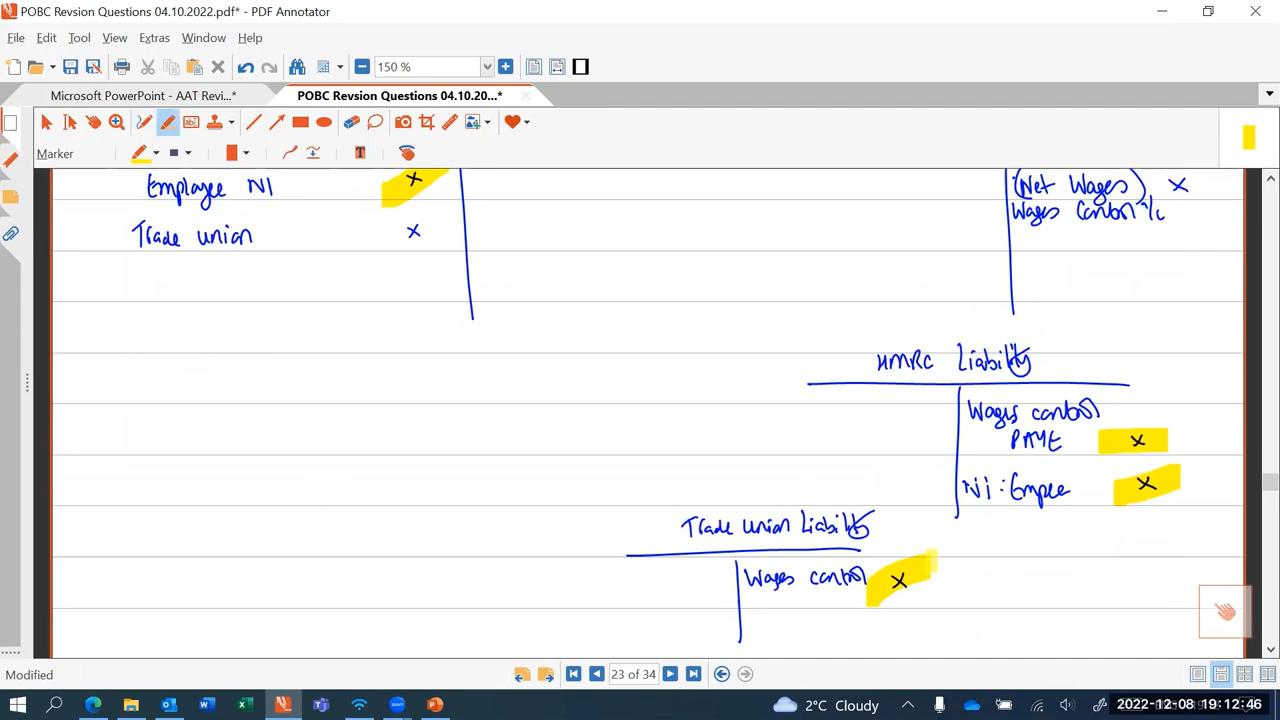 POBC Revsion Questions 04.10.2022.pdf* - PDF Annotator
File Edit Tool View Extras Window Help
150 %
Microsoft PowerPoint - AAT Revi...*
POBC Revsion Questions 04.10.20...*
Marker
Employee NI x
Trade union x
(Net Wages) x
Wages Control a/c
HMRC Liability
Wages control
PAYE x
Ni: Empee x
Trade Union Liability
Wages control x
Modified
23 of 34
2°C Cloudy
2022-12-08 19:12:46